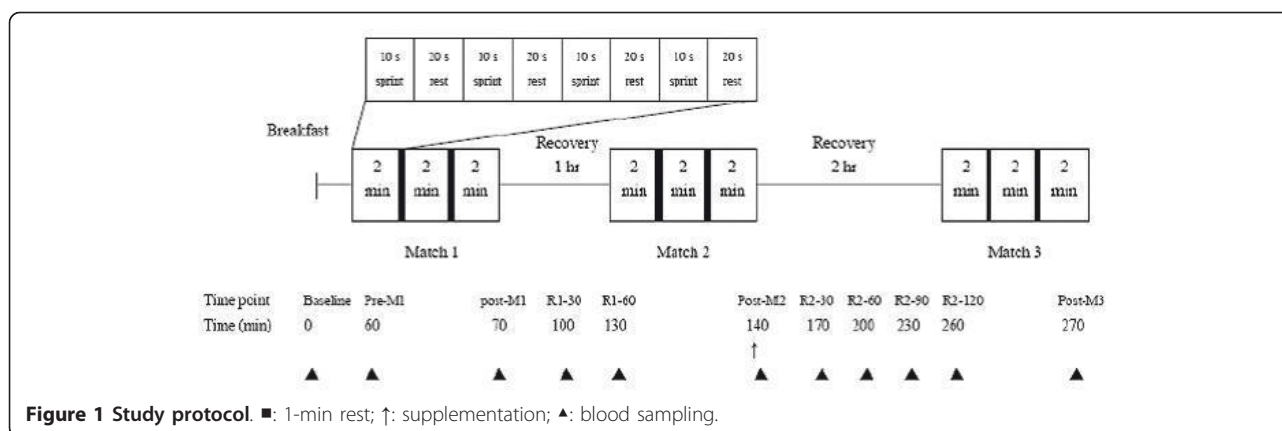 10 s 20 s 10 s 20 s 10 s 20 s 10 s 20 s
sprint rest sprint rest sprint rest sprint rest
Breakfast
Recovery
1 hr
Recovery
2 hr
2 2 2 2 2 2 2 2 2
min min min min min min min min min
Match 1 Match 2 Match 3
Time point Baseline Pre-M1 post-M1 R1-30 R1-60 Post-M2 R2-30 R2-60 R2-90 R2-120 Post-M3
Time (min) 0 60 70 100 130 140 170 200 230 260 270
↑
▲ ▲ ▲ ▲ ▲ ▲ ▲ ▲ ▲ ▲ ▲
Figure 1 Study protocol. ■: 1-min rest; ↑: supplementation; ▲: blood sampling.